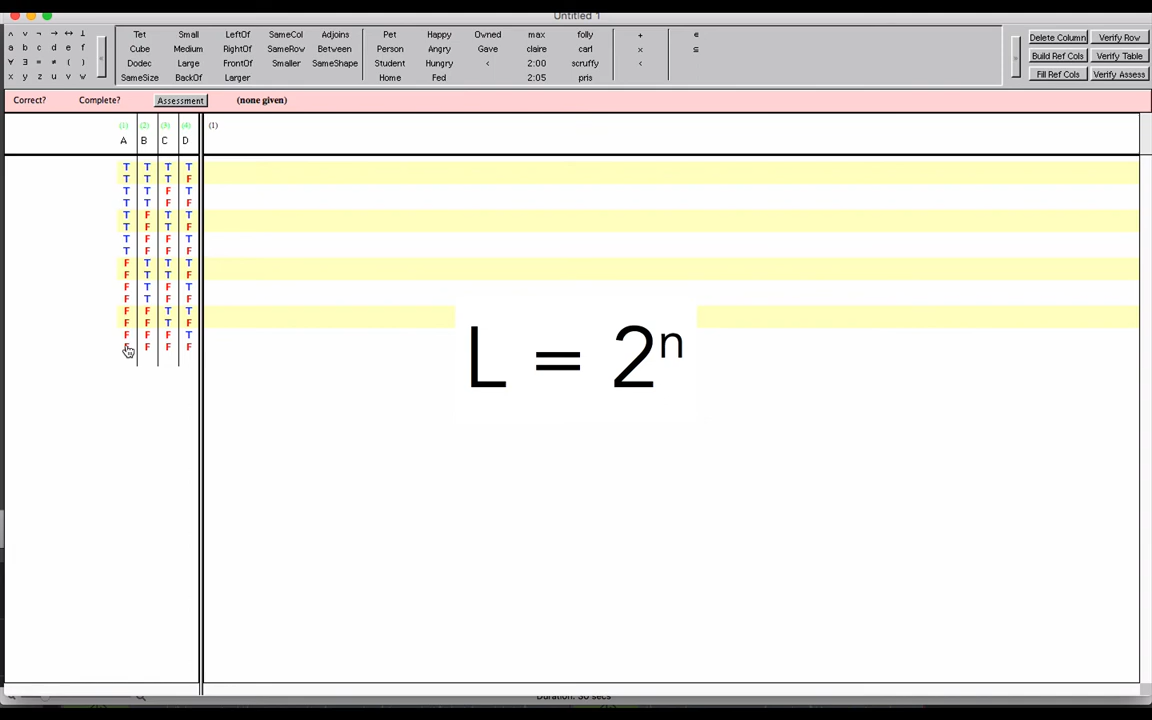 Untitled 1
∧ ∨ ¬ → ↔ ⊥ Tet Small LeftOf SameCol Adjoins Pet Happy Owned max folly + ∈ Delete Column Verify Row
a b c d e f Cube Medium RightOf SameRow Between Person Angry Gave claire carl x ⊆ Build Ref Cols Verify Table
∀ ∃ = ≠ ( ) Dodec Large FrontOf Smaller SameShape Student Hungry < 2:00 scruffy < Fill Ref Cols Verify Assess
x y z u v w SameSize BackOf Larger Home Fed 2:05 pris
Correct? Complete? Assessment (none given)
(1) (2) (3) (4) (1)
A B C D
T T T T
T T T F
T T F T
T T F F
T F T T
T F T F
T F F T
T F F F
F T T T
F T T F
F T F T
F T F F
F F T T
F F T F
F F F T
F F F F
L = 2ⁿ
Duration: 30 secs